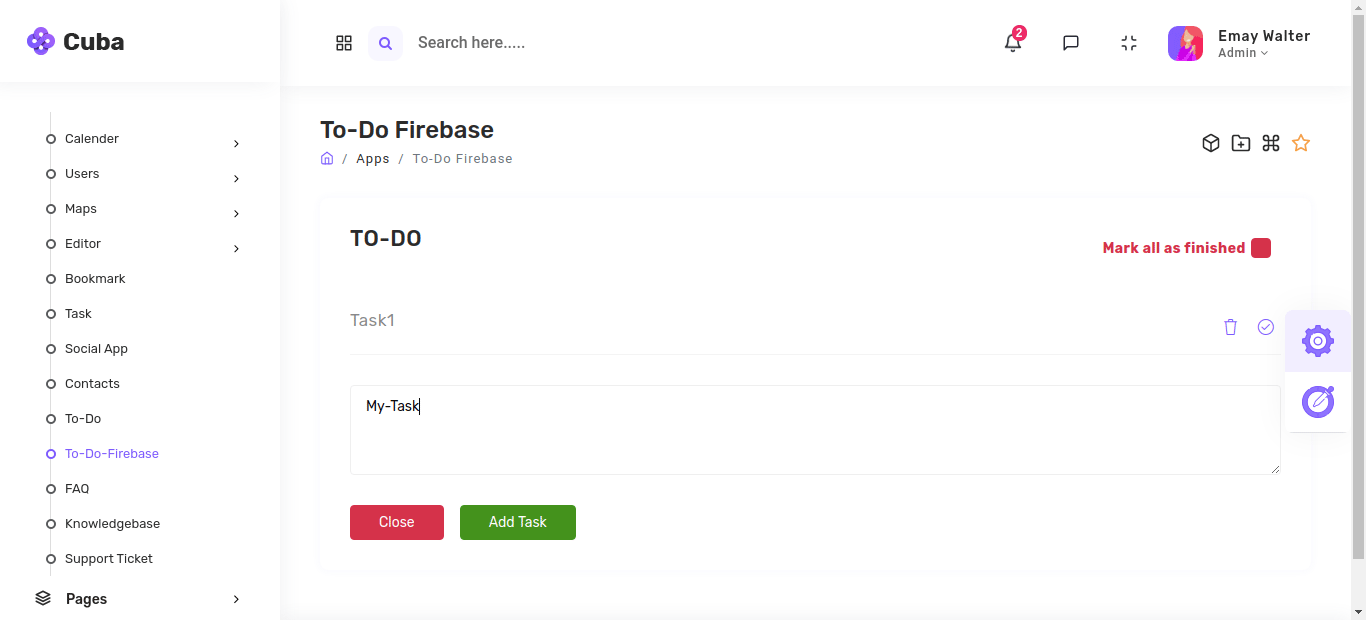 Cuba
Search here.....
2
Emay Walter
Admin
Calender
Users
Maps
Editor
Bookmark
Task
Social App
Contacts
To-Do
To-Do-Firebase
FAQ
Knowledgebase
Support Ticket
Pages
To-Do Firebase
/ Apps / To-Do Firebase
TO-DO
Mark all as finished
Task1
My-Task
Close
Add Task